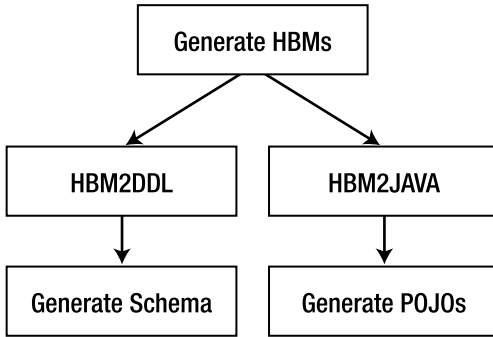 Generate HBMs
HBM2DDL
HBM2JAVA
Generate Schema
Generate POJOs